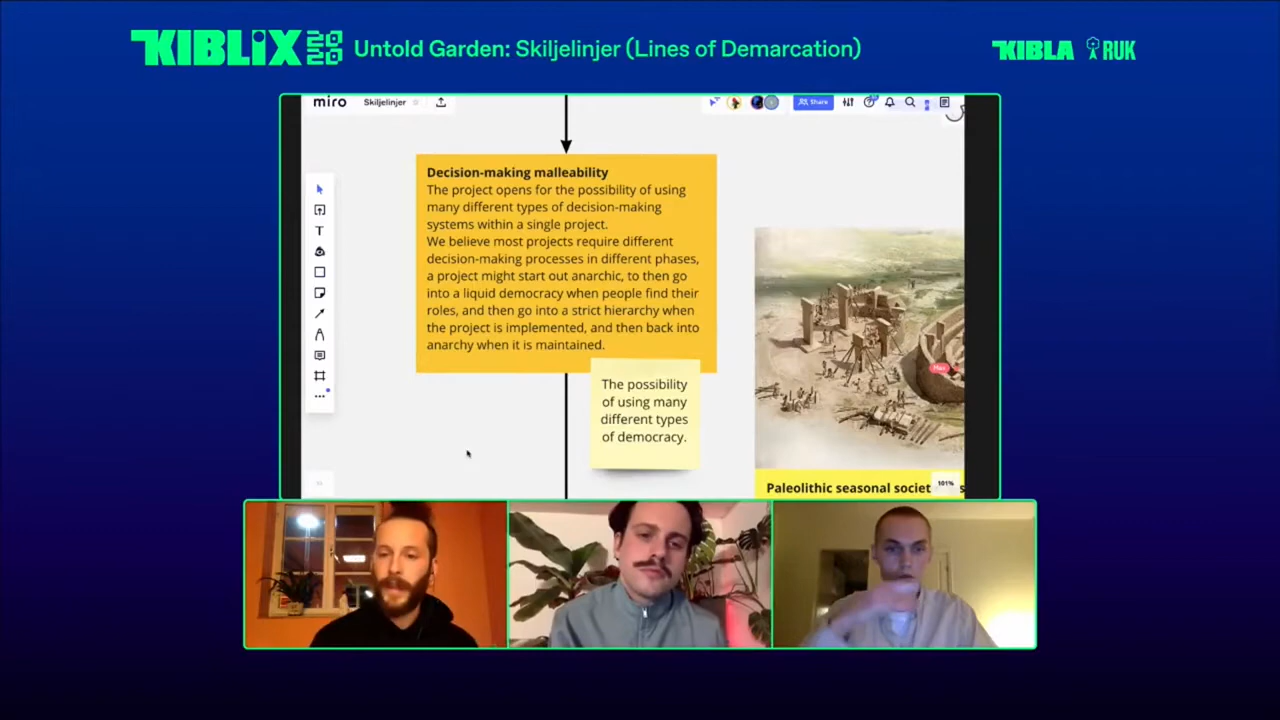 KIBLIX 2020
Untold Garden: Skiljelinjer (Lines of Demarcation)
KIBLA RUK
miro
Skiljelinjer
Share
Decision-making malleability
The project opens for the possibility of using
many different types of decision-making
systems within a single project.
We believe most projects require different
decision-making processes in different phases,
a project might start out anarchic, to then go
into a liquid democracy when people find their
roles, and then go into a strict hierarchy when
the project is implemented, and then back into
anarchy when it is maintained.
The possibility
of using many
different types
of democracy.
Paleolithic seasonal societ
101%